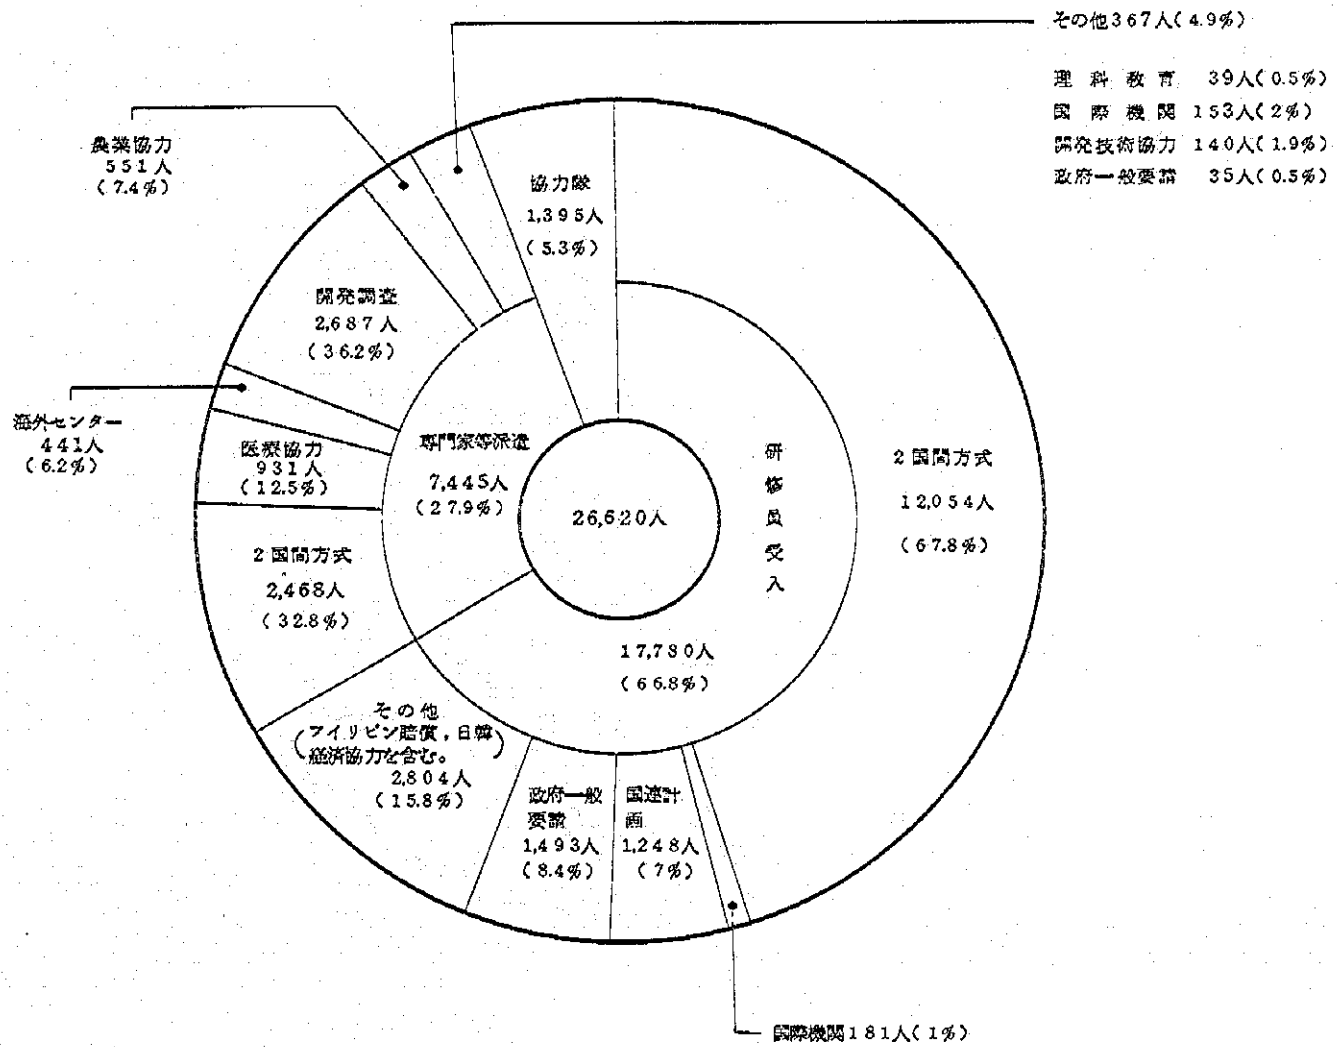 その他367人(4.9%)
理科教育 39人(0.5%)
国際機関 153人(2%)
開発技術協力 140人(1.9%)
政府一般要請 35人(0.5%)
農業協力
551人
(7.4%)
協力隊
1,395人
(5.3%)
開発調査
2,687人
(36.2%)
海外センター
441人
(6.2%)
医療協力
931人
(12.5%)
専門家等派遣
7,445人
(27.9%)
26,620人
研修員受入
2国間方式
12,054人
(67.8%)
2国間方式
2,468人
(32.8%)
17,780人
(66.8%)
その他
(フイリピン賠償,日韓
経済協力を含む。)
2,804人
(15.8%)
政府一般
要請
1,493人
(8.4%)
国連計
画
1,248人
(7%)
国際機関181人(1%)